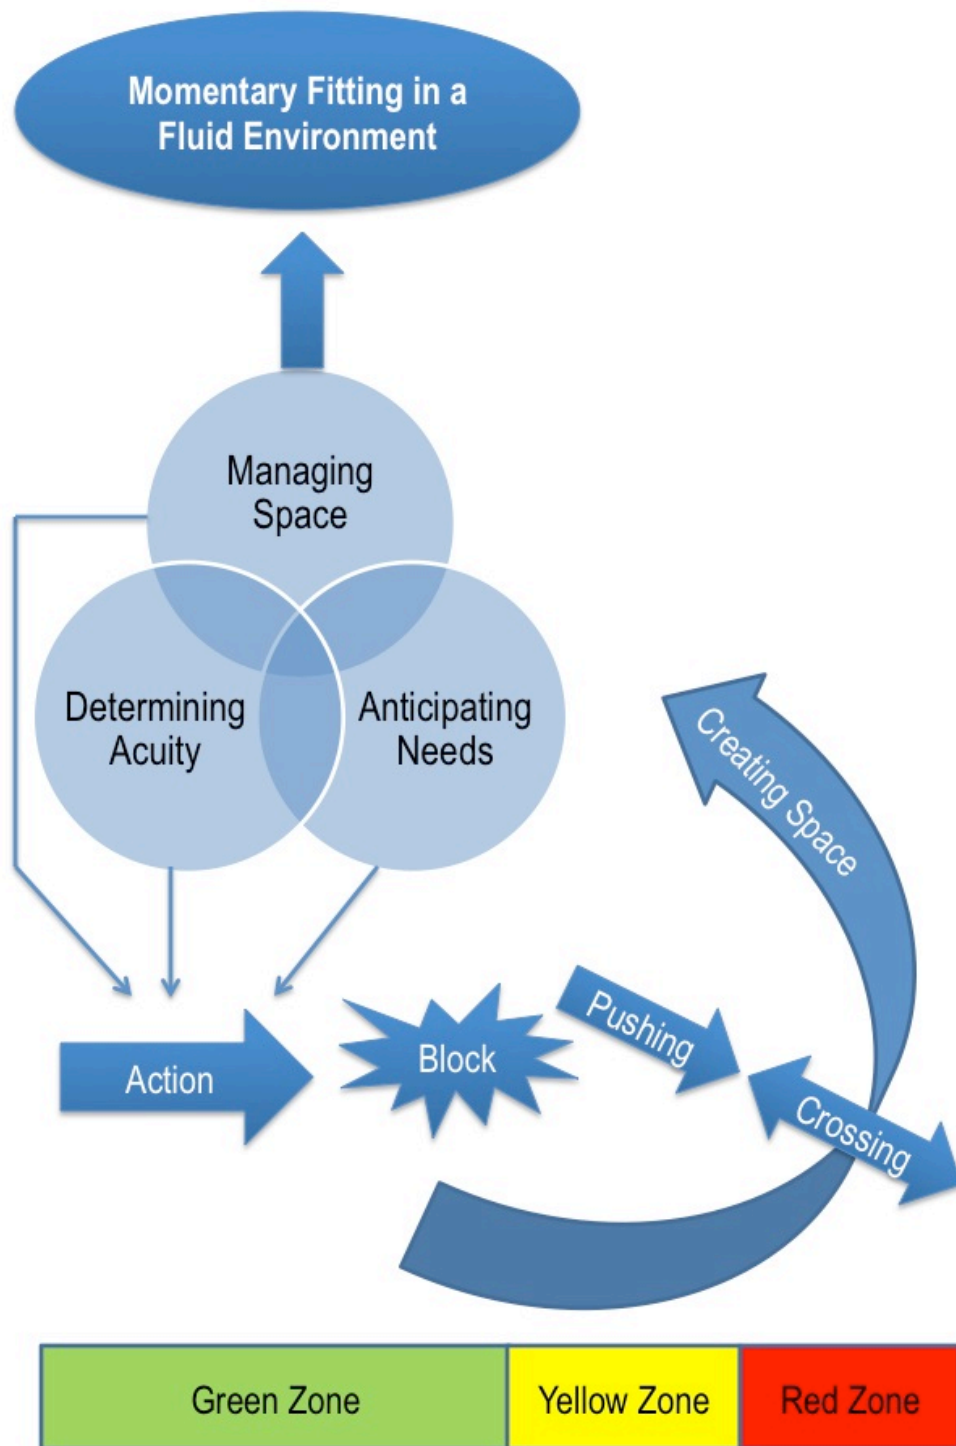 Momentary Fitting in a
Fluid Environment
Managing
Space
Determining
Acuity
Anticipating
Needs
Creating Space
Action
Block
Pushing
Crossing
Green Zone
Yellow Zone
Red Zone